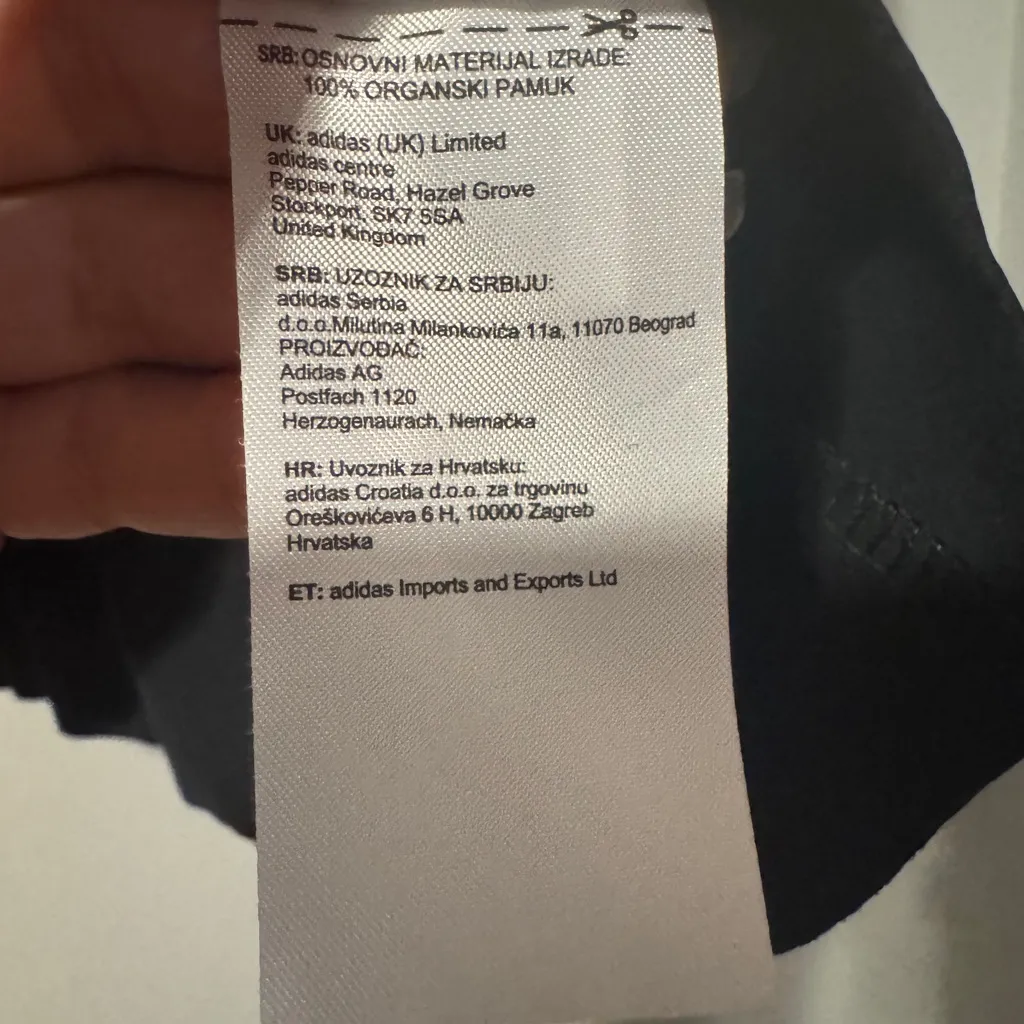 SRB: OSNOVNI MATERIJAL IZRADE:
100% ORGANSKI PAMUK
UK: adidas (UK) Limited
adidas centre
Pepper Road, Hazel Grove
Stockport, SK7 5SA
United Kingdom
SRB: UZOZNIK ZA SRBIJU:
adidas Serbia
d.o.o.Milutina Milankovića 11a, 11070 Beograd
PROIZVOĐAČ:
Adidas AG
Postfach 1120
Herzogenaurach, Nemačka
HR: Uvoznik za Hrvatsku:
adidas Croatia d.o.o. za trgovinu
Oreškovićeva 6 H, 10000 Zagreb
Hrvatska
ET: adidas Imports and Exports Ltd